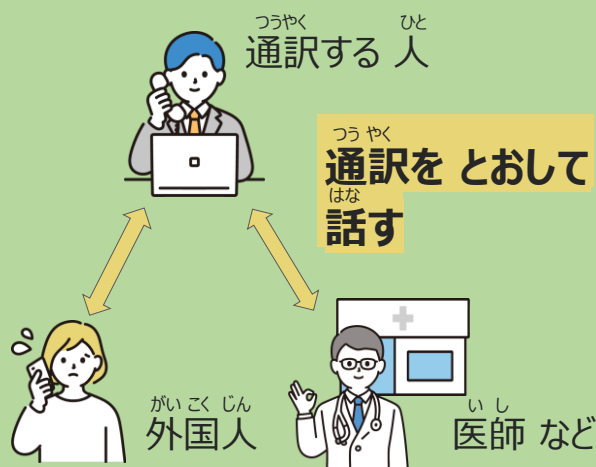 つうやく ひと
通訳する 人
つう やく
通訳を とおして
はな
話す
がい こく じん
外国人
い し
医師 など